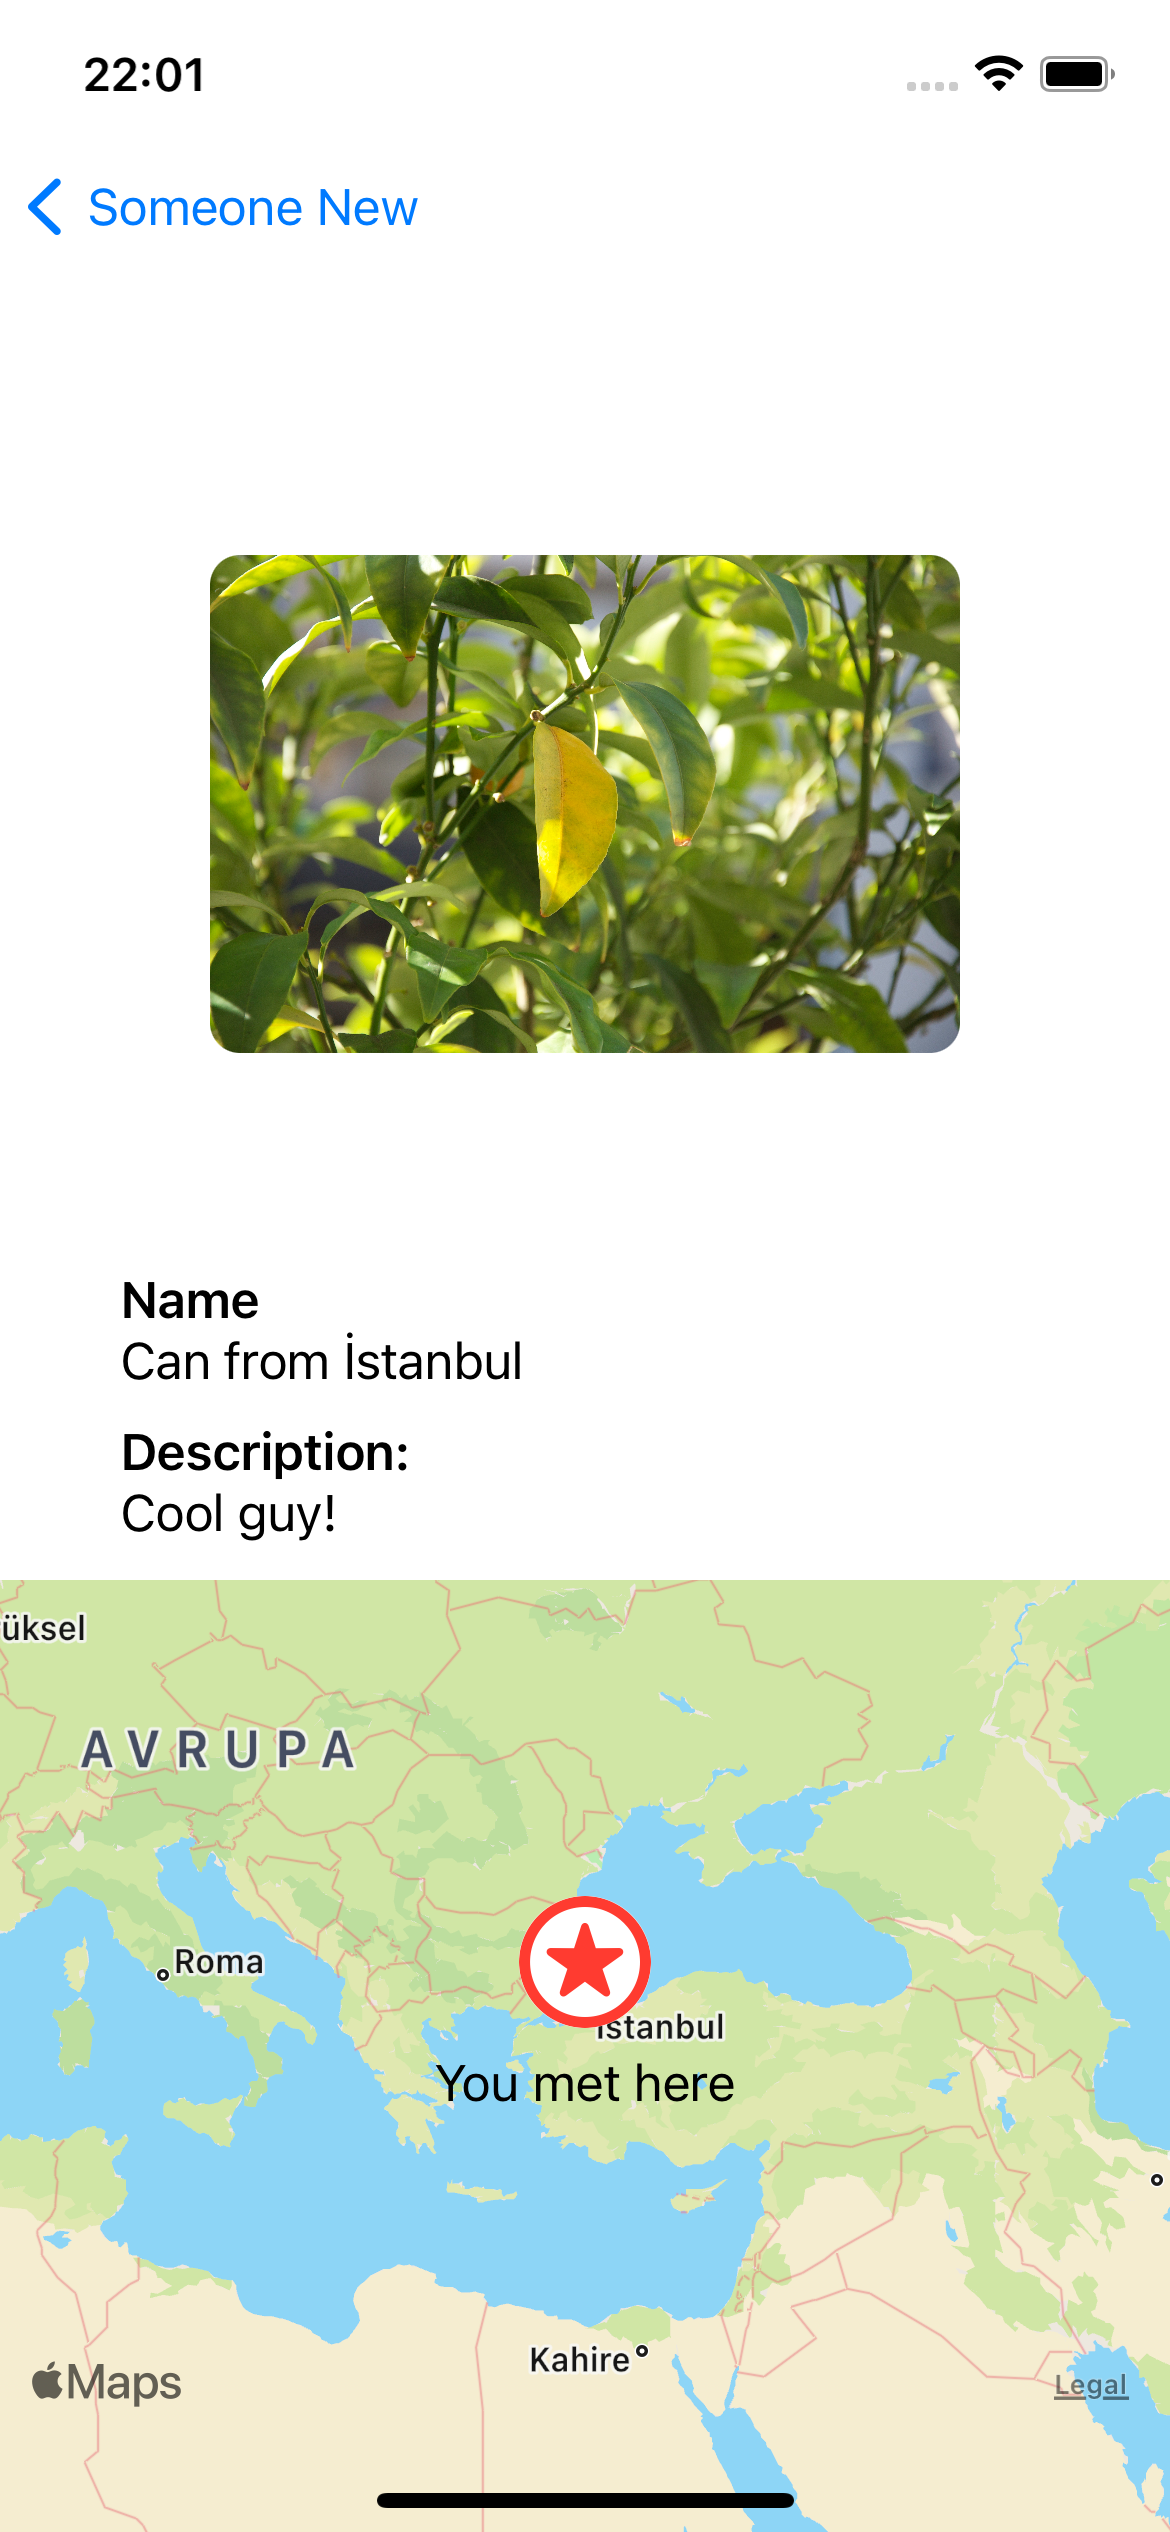 22:01
Someone New
Name
Can from İstanbul
Description:
Cool guy!
üksel
AVRUPA
Roma
İstanbul
You met here
Kahire
Maps
Legal